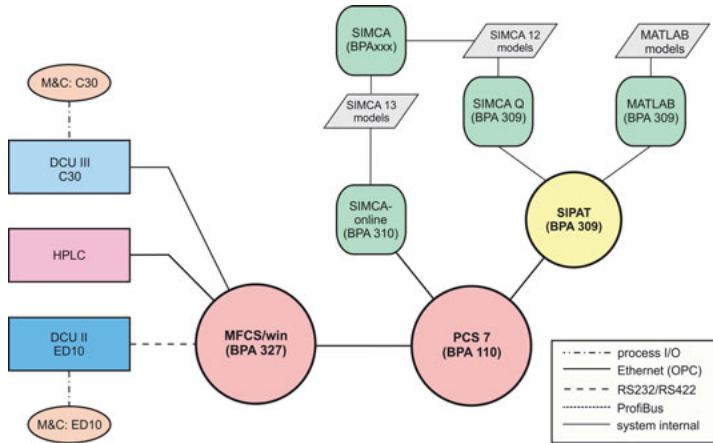 SIMCA
(BPAxxx)
SIMCA 12
models
MATLAB
models
M&C: C30
SIMCA 13
models
SIMCA Q
(BPA 309)
MATLAB
(BPA 309)
DCU III
C30
SIMCA-
online
(BPA 310)
SIPAT
(BPA 309)
HPLC
DCU II
ED10
MFCS/win
(BPA 327)
PCS 7
(BPA 110)
M&C: ED10
process I/O
Ethernet (OPC)
RS232/RS422
ProfiBus
system internal